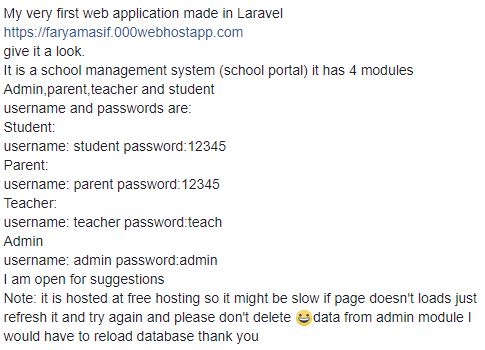 My very first web application made in Laravel
https://faryamasif.000webhostapp.com
give it a look.
It is a school management system (school portal) it has 4 modules
Admin,parent,teacher and student
username and passwords are:
Student:
username: student password:12345
Parent:
username: parent password:12345
Teacher:
username: teacher password:teach
Admin
username: admin password:admin
I am open for suggestions
Note: it is hosted at free hosting so it might be slow if page doesn't loads just
refresh it and try again and please don't delete 😀data from admin module I
would have to reload database thank you